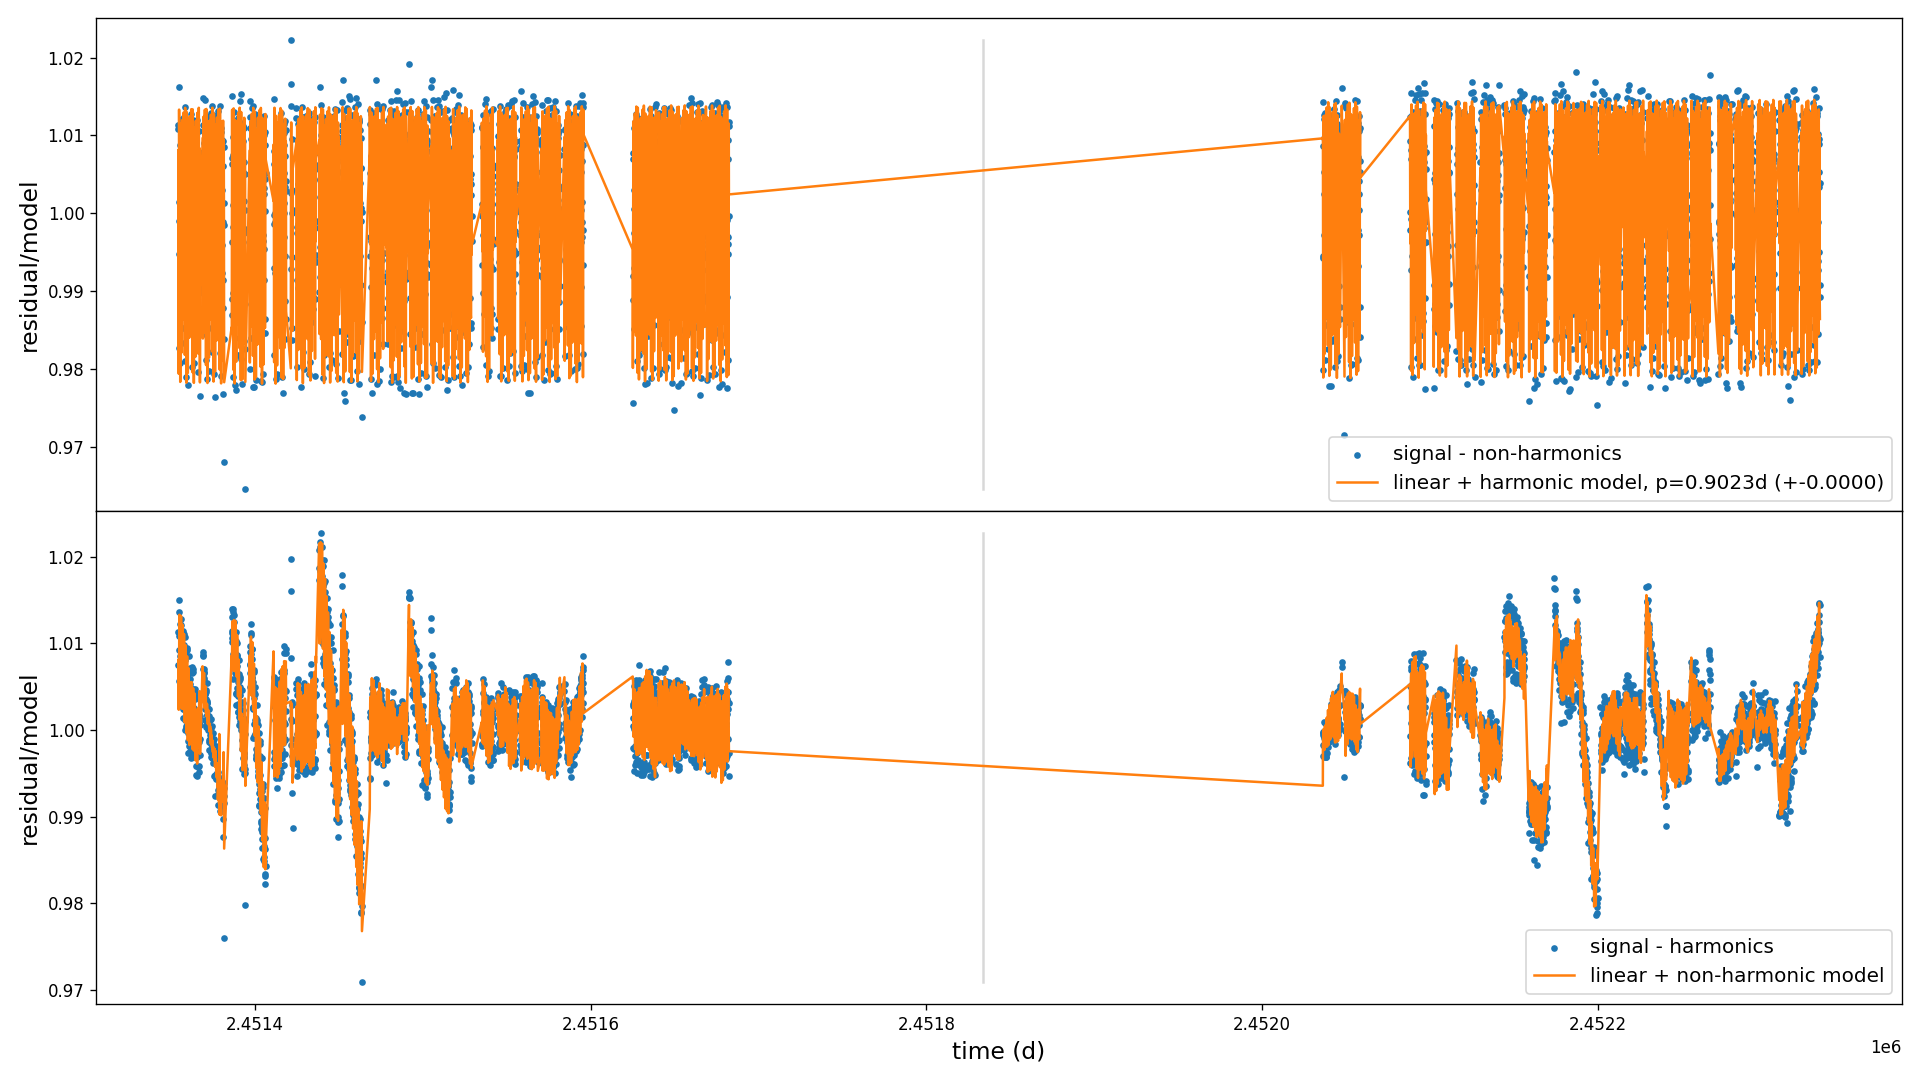 1.02
1.01
1.00
0.99
0.98
0.97
residual/model
signal - non-harmonics
linear + harmonic model, p=0.9023d (+-0.0000)
1.02
1.01
1.00
0.99
0.98
0.97
residual/model
signal - harmonics
linear + non-harmonic model
2.4514
2.4516
2.4518
2.4520
2.4522
1e6
time (d)